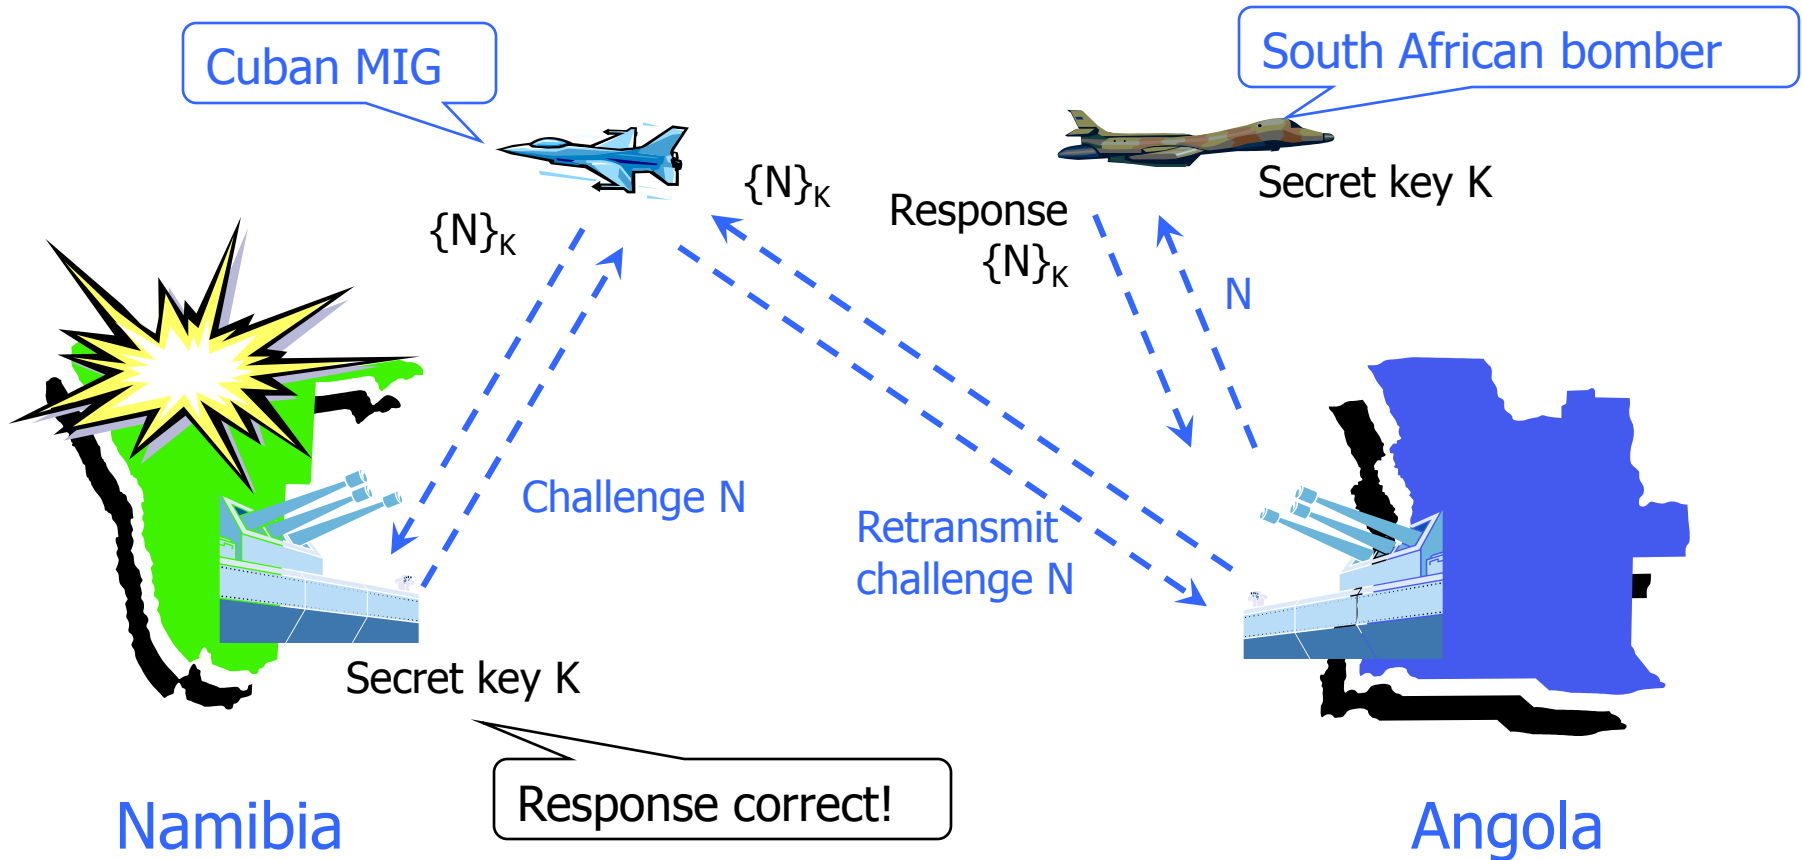 Cuban MIG
South African bomber
{N}K
Secret key K
Response
{N}K
{N}K
N
Challenge N
Retransmit
challenge N
Secret key K
Response correct!
Namibia
Angola